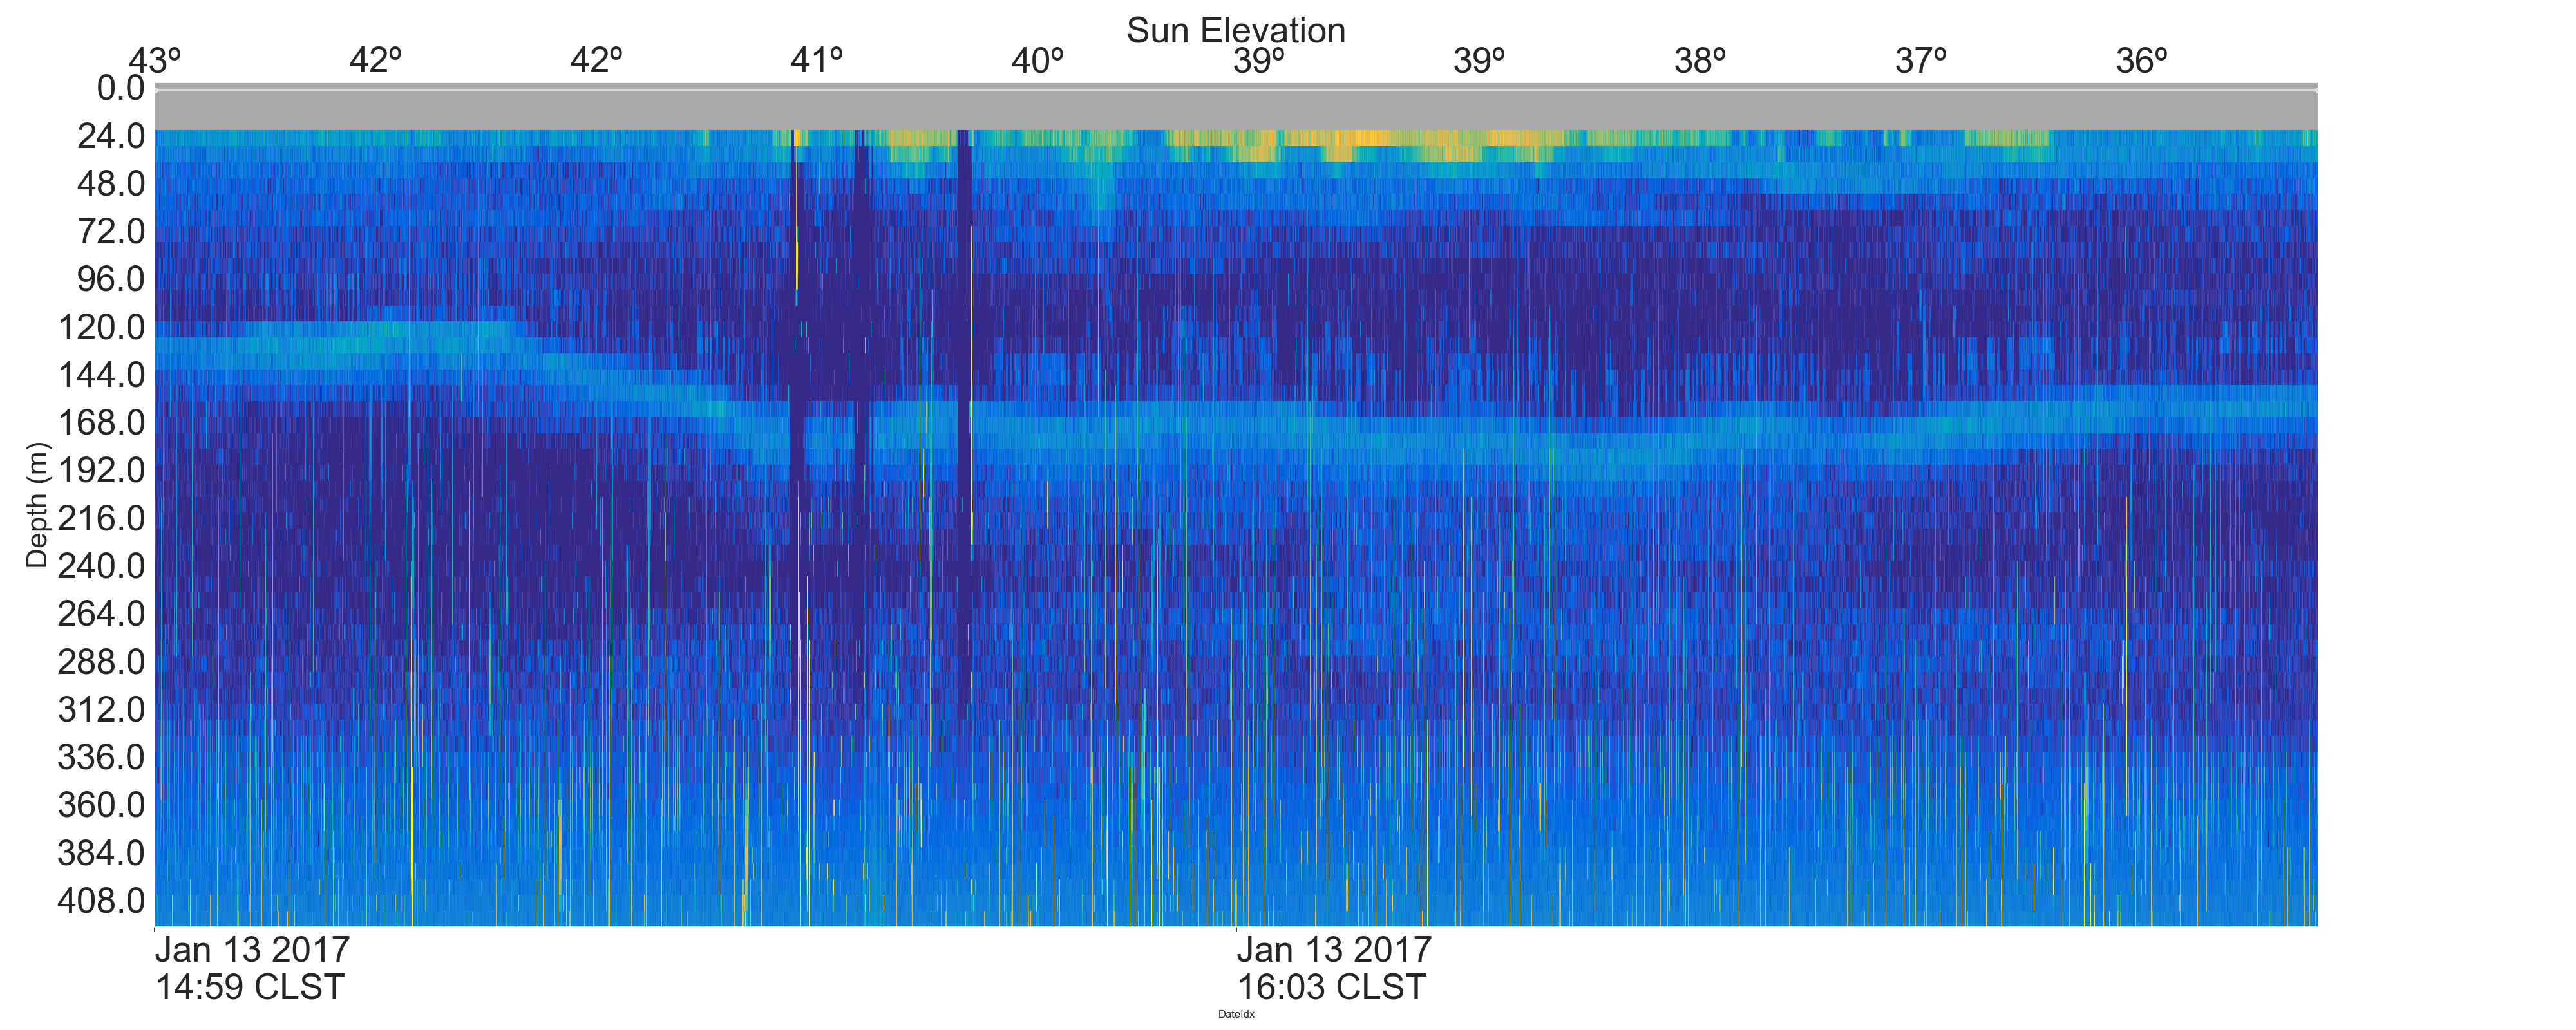 Sun Elevation
43º 42º 42º 41º 40º 39º 39º 38º 37º 36º
0.0
24.0
48.0
72.0
96.0
120.0
144.0
168.0
192.0
216.0
240.0
264.0
288.0
312.0
336.0
360.0
384.0
408.0
Depth (m)
Jan 13 2017
14:59 CLST
Jan 13 2017
16:03 CLST
DateIdx